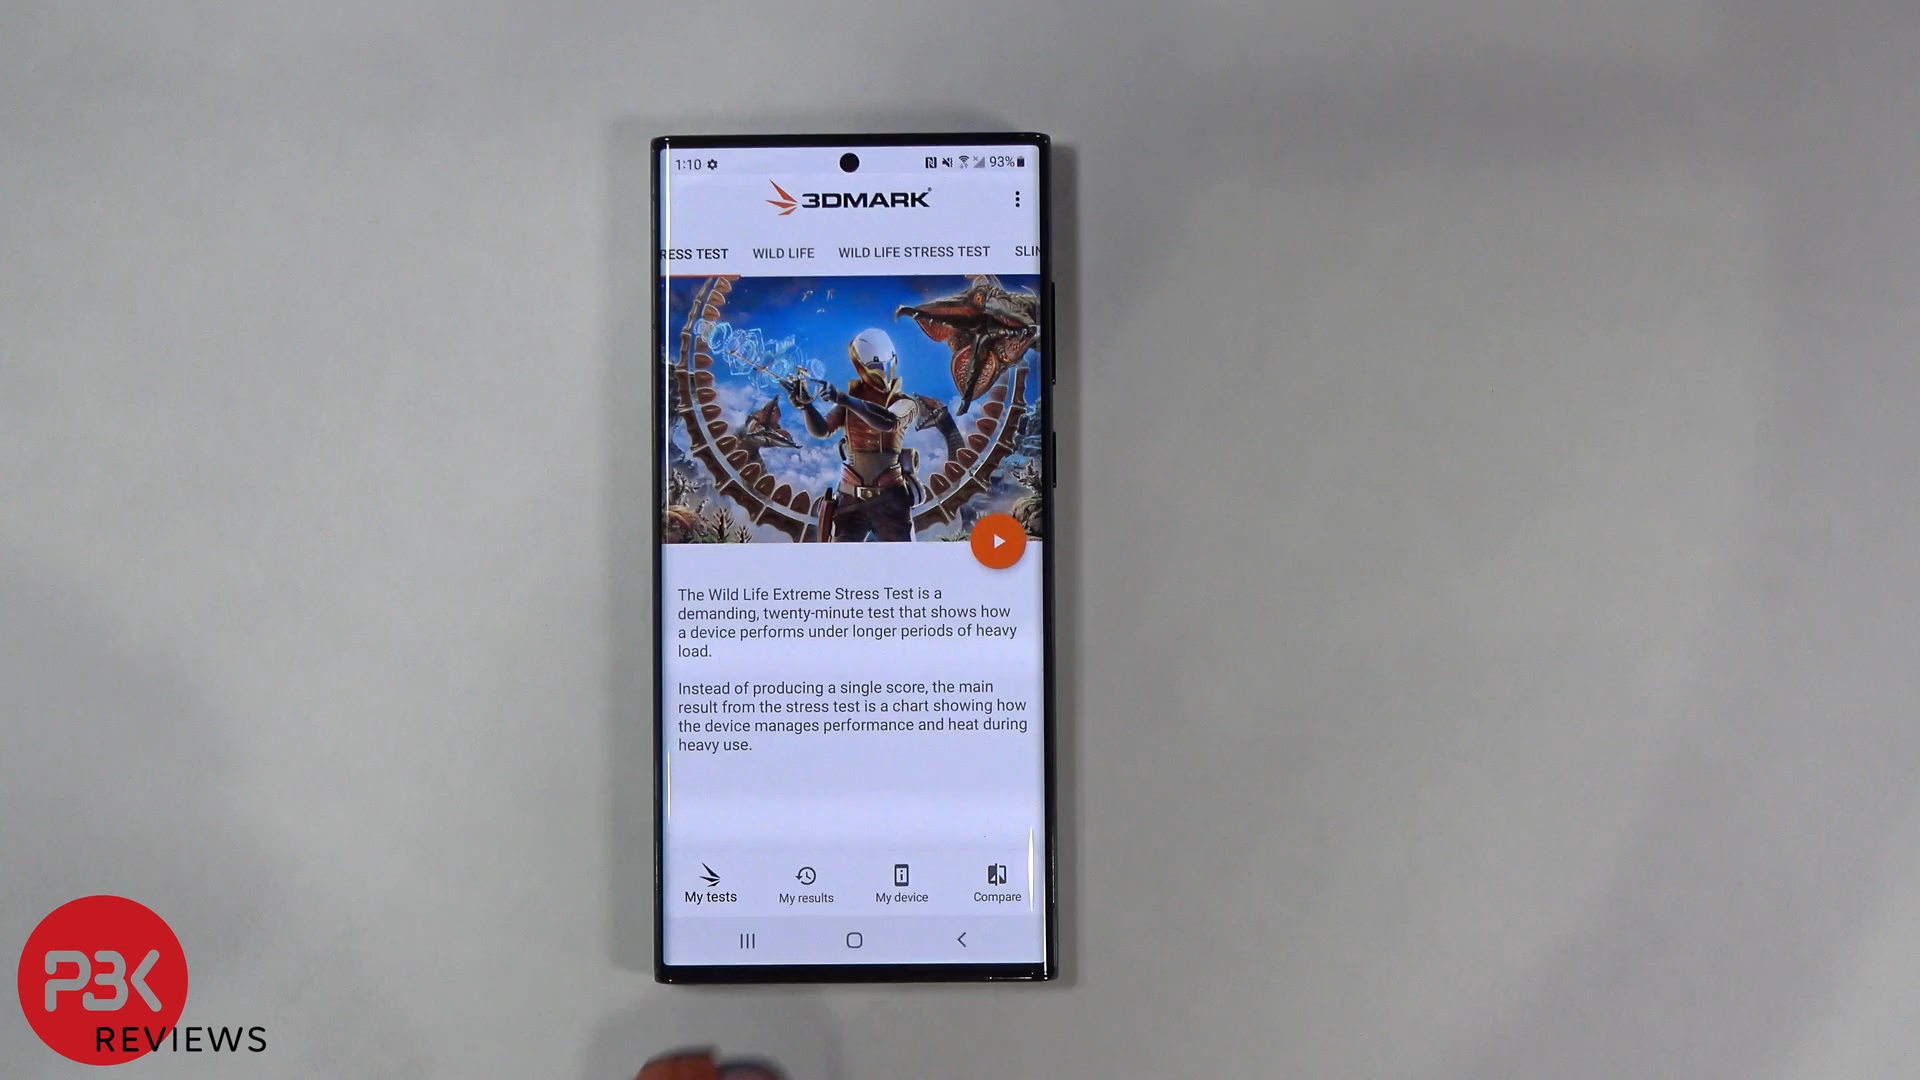 1:10
93%
3DMARK
RESS TEST WILD LIFE WILD LIFE STRESS TEST SLIN
The Wild Life Extreme Stress Test is a
demanding, twenty-minute test that shows how
a device performs under longer periods of heavy
load.
Instead of producing a single score, the main
result from the stress test is a chart showing how
the device manages performance and heat during
heavy use.
My tests My results My device Compare
P3K
REVIEWS